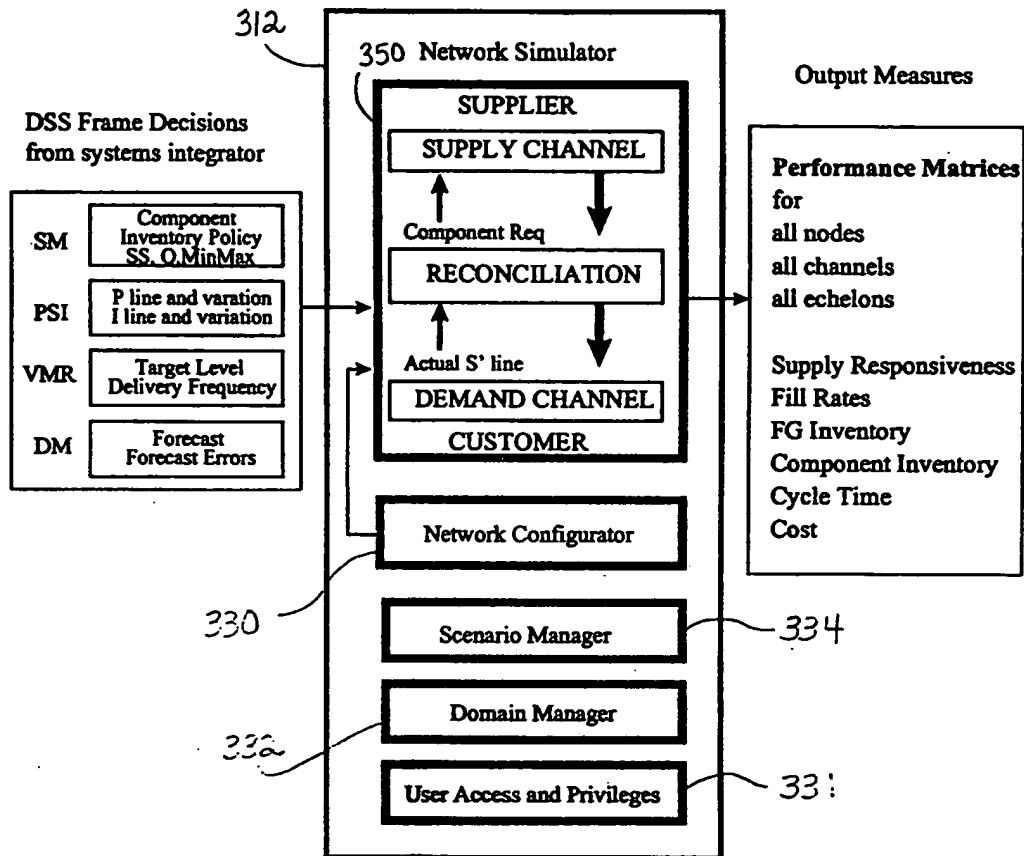 312
350 Network Simulator
Output Measures
DSS Frame Decisions
from systems integrator
SM
Component
Inventory Policy
SS, Q,MinMax
PSI
P line and varation
I line and variation
VMR
Target Level
Delivery Frequency
DM
Forecast
Forecast Errors
SUPPLIER
SUPPLY CHANNEL
Component Req
RECONCILIATION
Actual S' line
DEMAND CHANNEL
CUSTOMER
Network Configurator
330
Scenario Manager
334
Domain Manager
332
User Access and Privileges
Performance Matrices
for
all nodes
all channels
all echelons
Supply Responsiveness
Fill Rates
FG Inventory
Component Inventory
Cycle Time
Cost